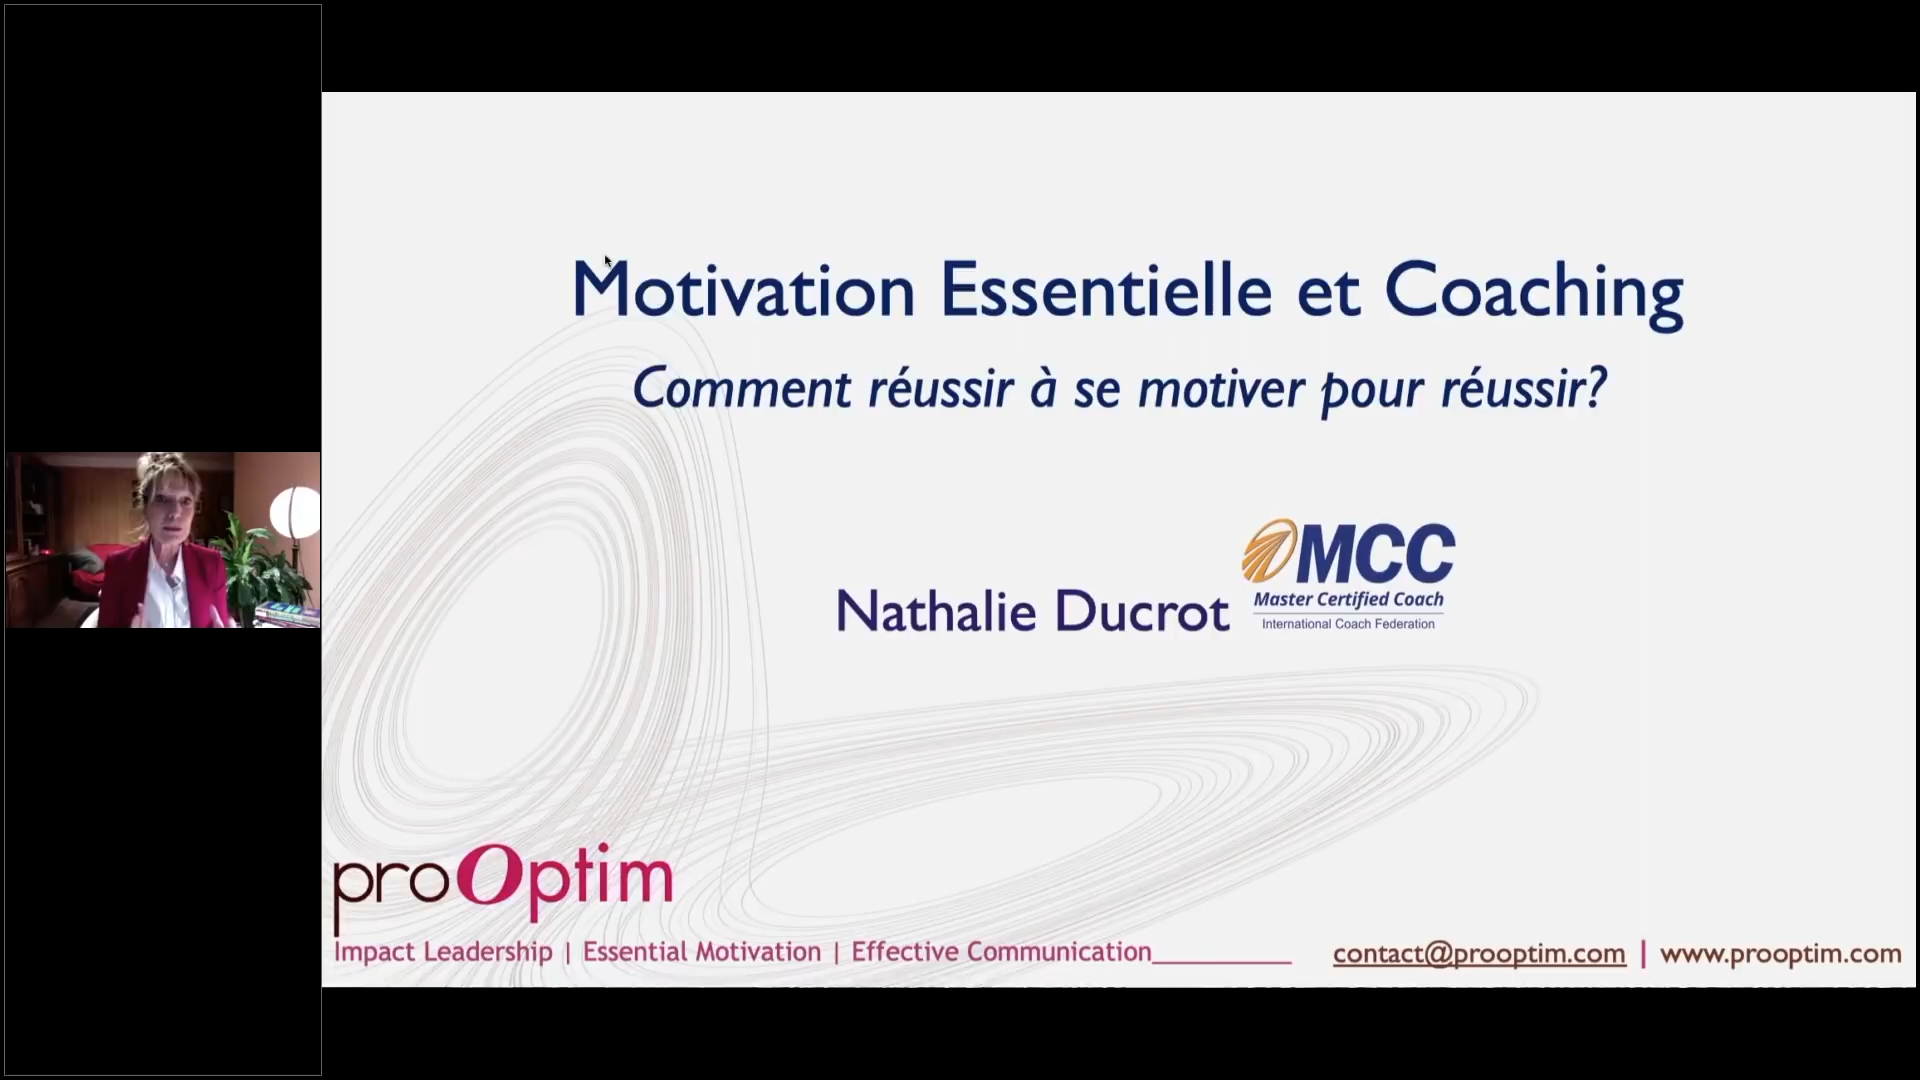 Motivation Essentielle et Coaching
Comment réussir à se motiver pour réussir?
MCC
Nathalie Ducrot
Master Certified Coach
International Coach Federation
proOptim
Impact Leadership | Essential Motivation | Effective Communication__________
contact@prooptim.com | www.prooptim.com